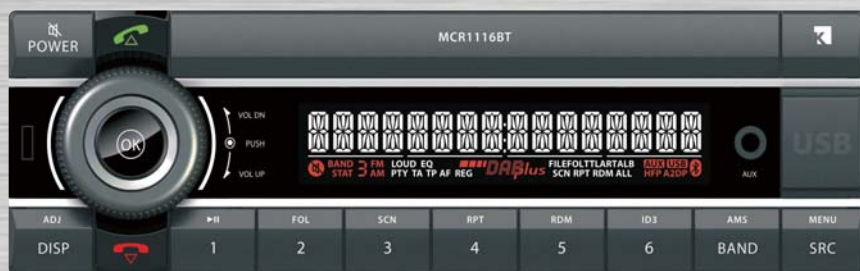 POWER
MCR1116BT
K
VOL DN
PUSH
VOL UP
OK
BAND 3 FM LOUD EQ DAB plus FILEFOLTTLARTALB AUX USB
STAT AM PTY TA TP AF REG SCN RPT RDM ALL HFP A2DP
AUX
USB
ADJ ▶II FOL SCN RPT RDM ID3 AMS MENU
DISP 1 2 3 4 5 6 BAND SRC